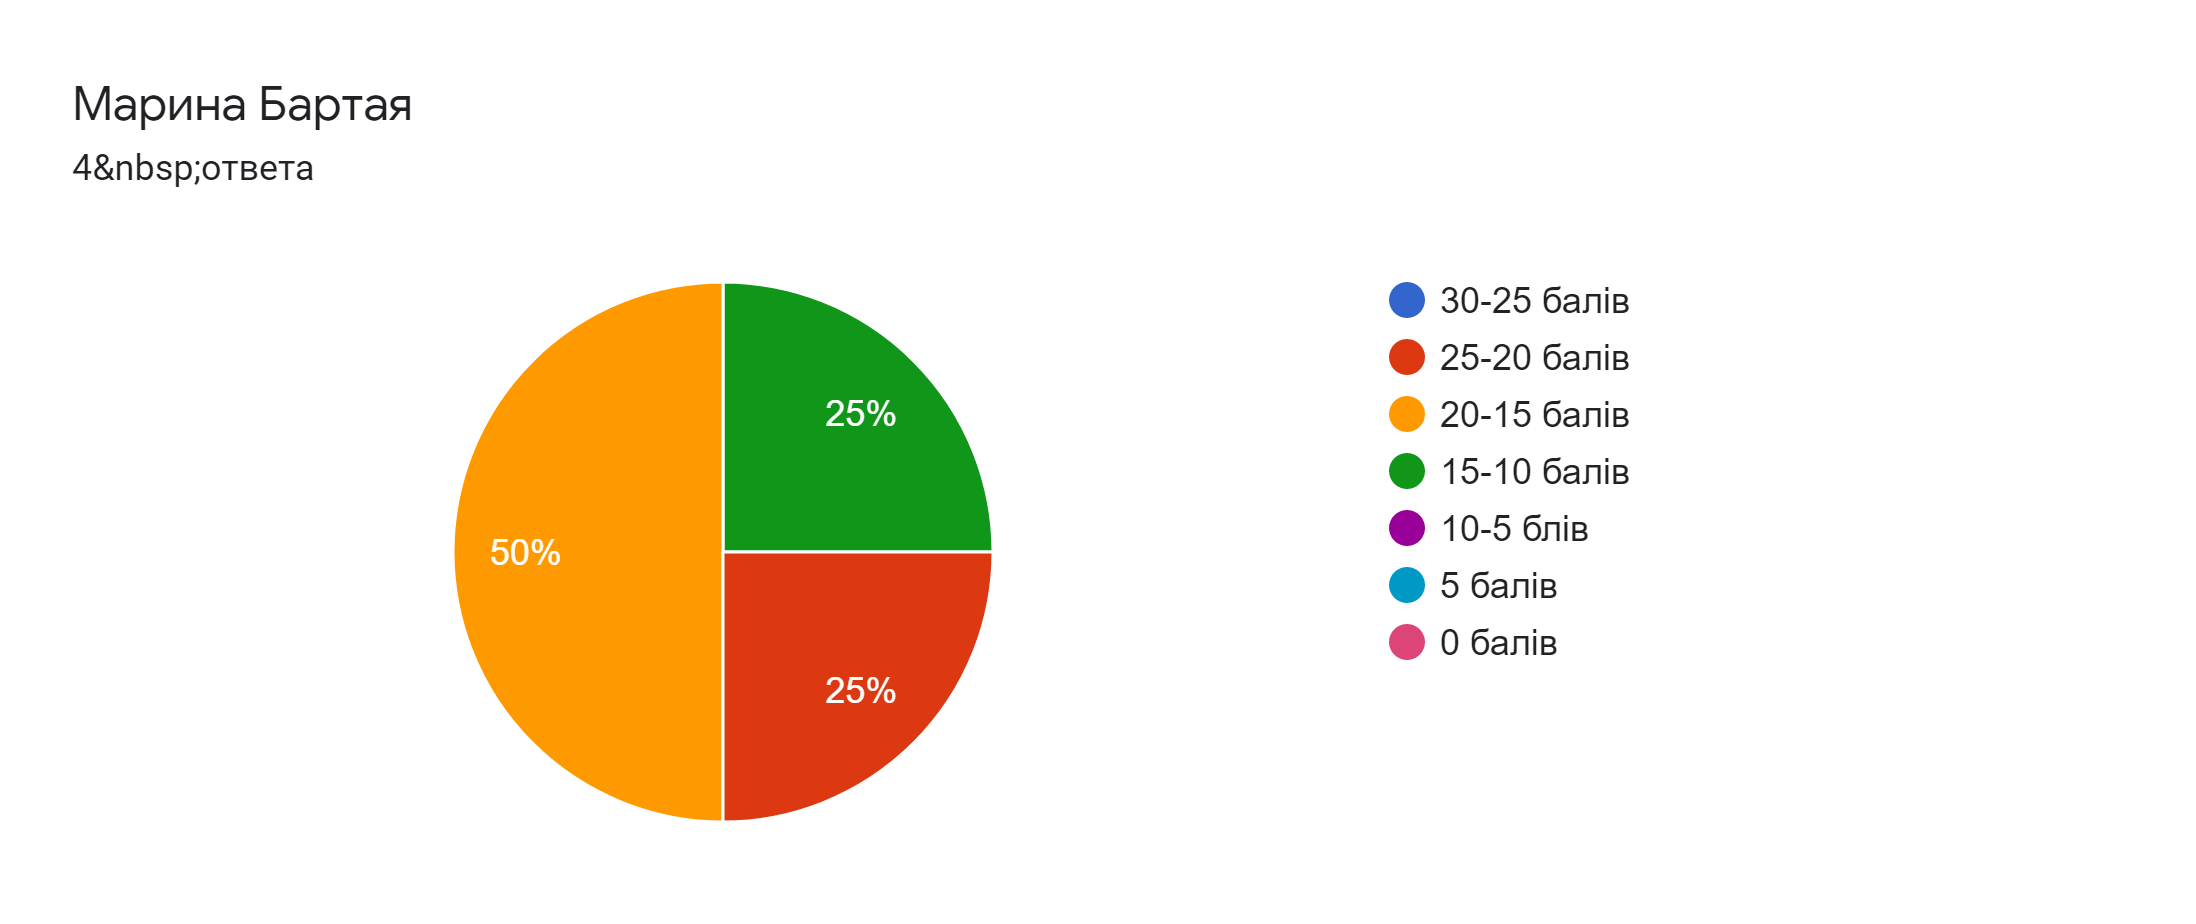 Марина Бартая
4&nbsp;ответа
25%
50%
25%
30-25 балів
25-20 балів
20-15 балів
15-10 балів
10-5 блів
5 балів
0 балів